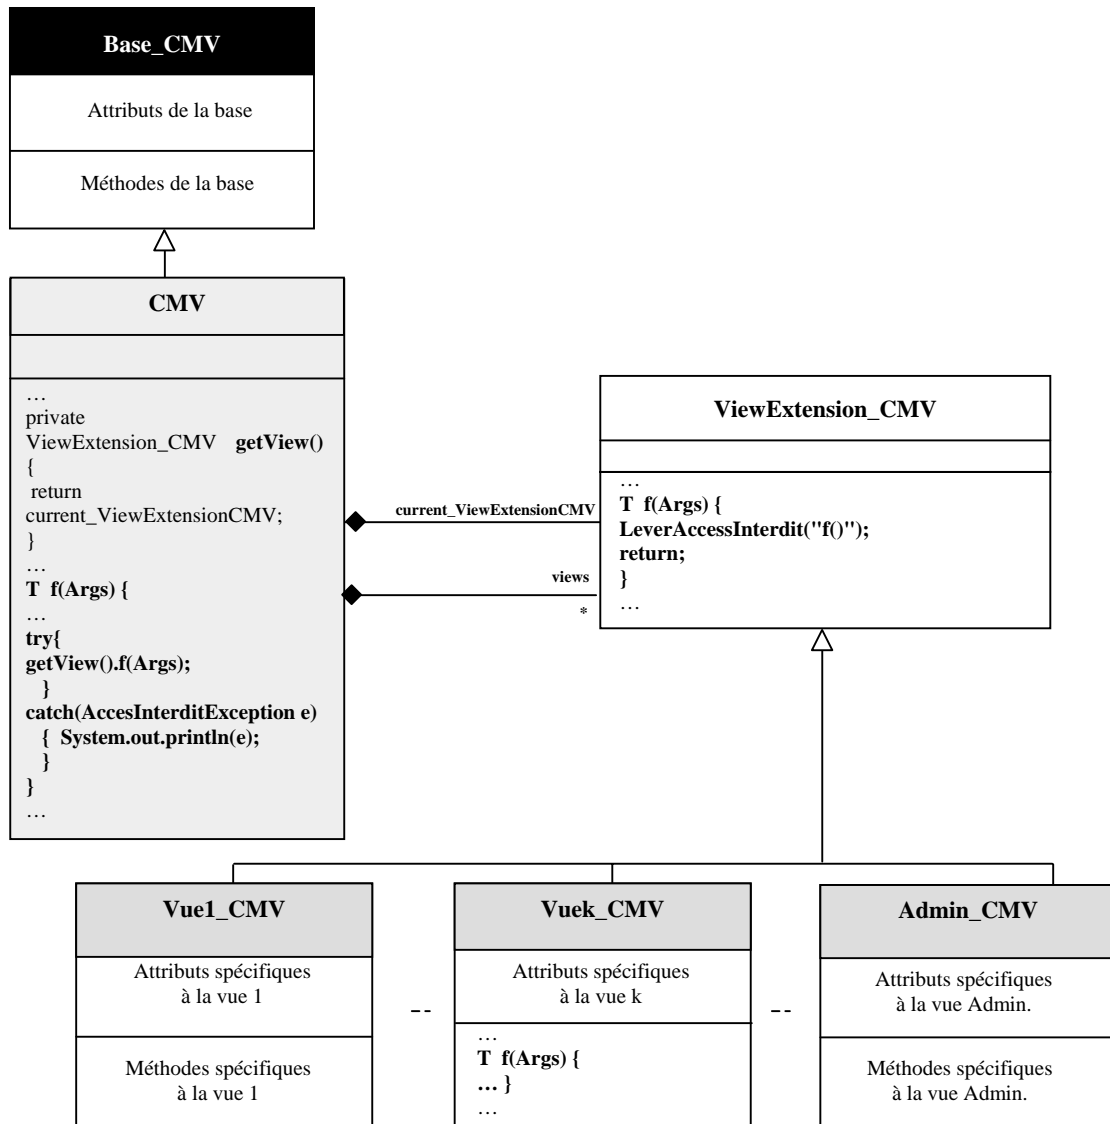 Base_CMV
Attributs de la base
Méthodes de la base
CMV
…
private
ViewExtension_CMV getView()
{
return
current_ViewExtensionCMV;
}
…
T f(Args) {
…
try{
getView().f(Args);
}
catch(AccesInterditException e)
{ System.out.println(e);
}
}
…
current_ViewExtensionCMV
views
*
ViewExtension_CMV
…
T f(Args) {
LeverAccessInterdit("f()");
return;
}
…
Vue1_CMV
Attributs spécifiques
à la vue 1
Méthodes spécifiques
à la vue 1
--
Vuek_CMV
Attributs spécifiques
à la vue k
…
T f(Args) {
… }
…
--
Admin_CMV
Attributs spécifiques
à la vue Admin.
Méthodes spécifiques
à la vue Admin.